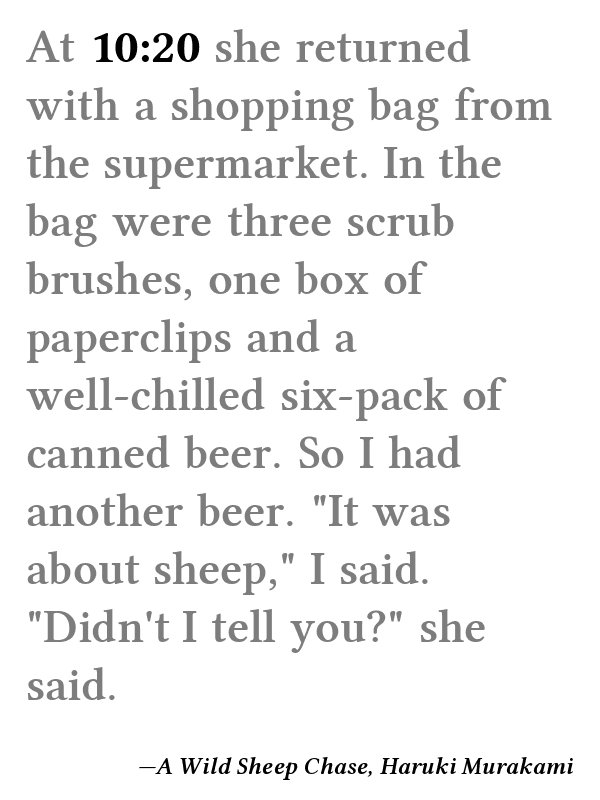 At 10:20 she returned
with a shopping bag from
the supermarket. In the
bag were three scrub
brushes, one box of
paperclips and a
well-chilled six-pack of
canned beer. So I had
another beer. "It was
about sheep," I said.
"Didn't I tell you?" she
said.
—A Wild Sheep Chase, Haruki Murakami